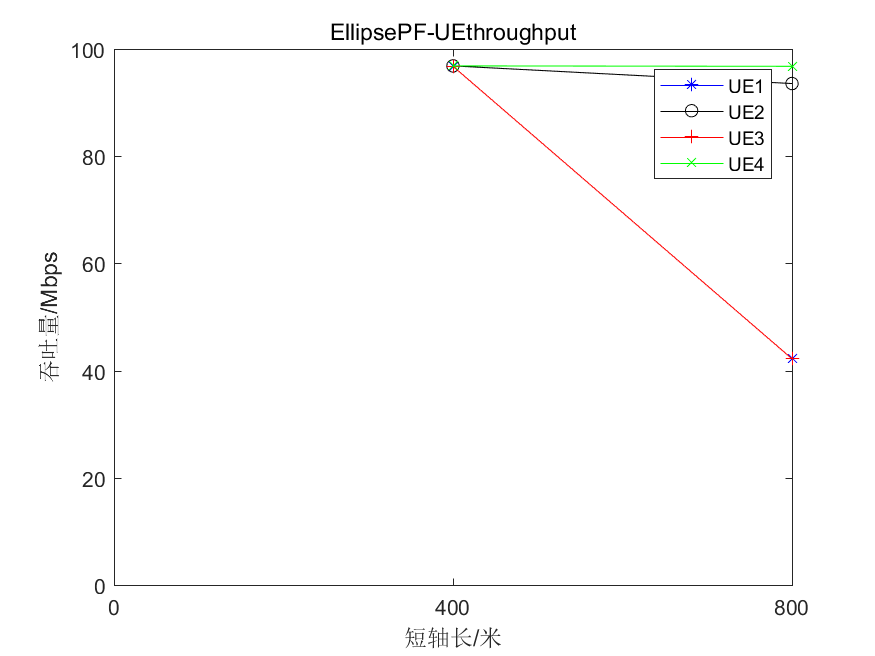 EllipsePF-UEthroughput
100
80
60
40
20
0
吞吐量/Mbps
UE1
UE2
UE3
UE4
0
400
800
短轴长/米